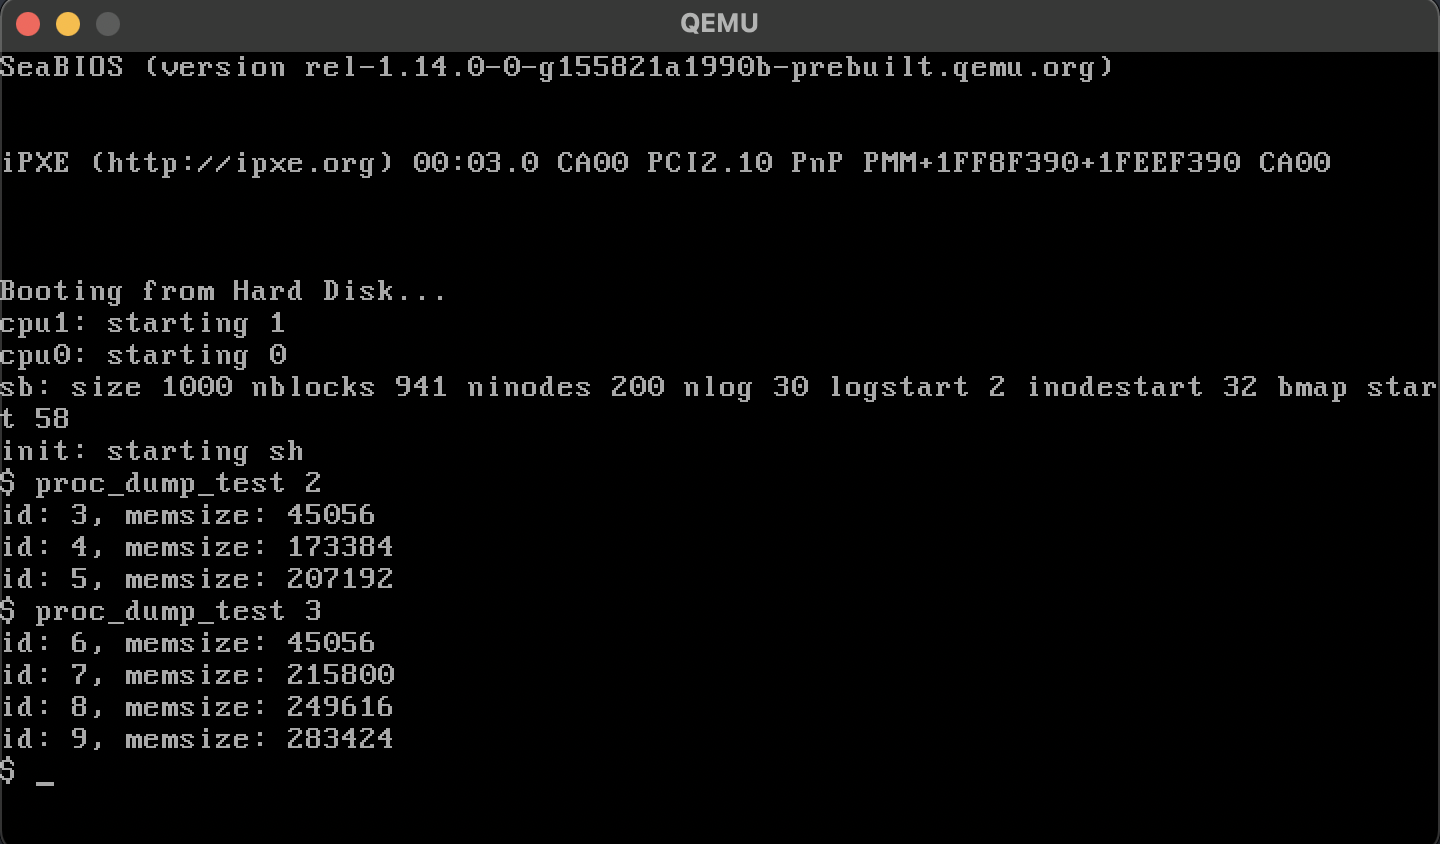 QEMU
SeaBIOS (version rel-1.14.0-0-g155821a1990b-prebuilt.qemu.org)
iPXE (http://ipxe.org) 00:03.0 CA00 PCI2.10 PnP PMM+1FF8F390+1FEEF390 CA00
Booting from Hard Disk...
cpu1: starting 1
cpu0: starting 0
sb: size 1000 nblocks 941 ninodes 200 nlog 30 logstart 2 inodestart 32 bmap star
t 58
init: starting sh
$ proc_dump_test 2
id: 3, memsize: 45056
id: 4, memsize: 173384
id: 5, memsize: 207192
$ proc_dump_test 3
id: 6, memsize: 45056
id: 7, memsize: 215800
id: 8, memsize: 249616
id: 9, memsize: 283424
$ _